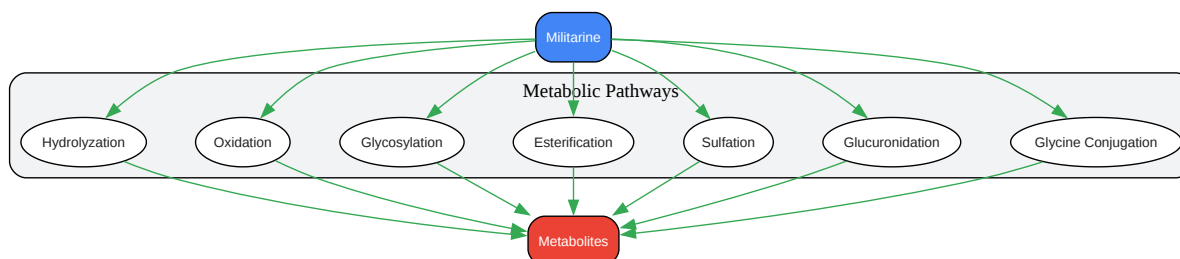 Militarine
Metabolic Pathways
Hydrolyzation
Oxidation
Glycosylation
Esterification
Sulfation
Glucuronidation
Glycine Conjugation
Metabolites